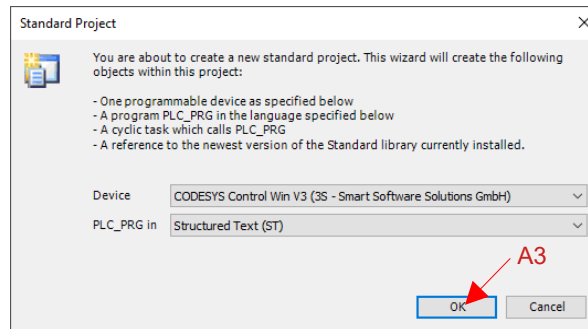 Standard Project
You are about to create a new standard project. This wizard will create the following
objects within this project:
- One programmable device as specified below
- A program PLC_PRG in the language specified below
- A cyclic task which calls PLC_PRG
- A reference to the newest version of the Standard library currently installed.
Device CODESYS Control Win V3 (3S - Smart Software Solutions GmbH)
PLC_PRG in Structured Text (ST)
A3
OK Cancel